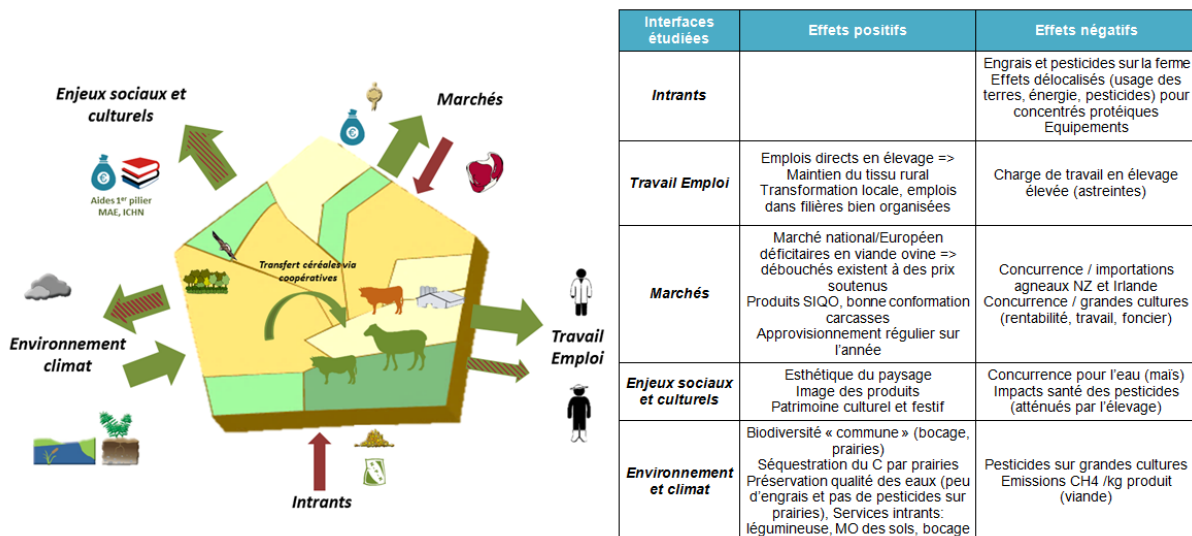 Enjeux sociaux et
culturels
Aides 1er pilier
MAE, ICHN
Marchés
Transfert céréales via
coopératives
Environnement
climat
Travail
Emploi
Intrants
Interfaces
étudiées
Effets positifs
Effets négatifs
Intrants
Engrais et pesticides sur la ferme
Effets délocalisés (usage des
terres, énergie, pesticides) pour
concentrés protéiques
Equipements
Travail Emploi
Emplois directs en élevage =>
Maintien du tissu rural
Transformation locale, emplois
dans filières bien organisées
Charge de travail en élevage
élevée (astreintes)
Marchés
Marché national/Européen
déficitaires en viande ovine =>
débouchés existent à des prix
soutenus
Produits SIQO, bonne conformation
carcasses
Approvisionnement régulier sur
l'année
Concurrence / importations
agneaux NZ et Irlande
Concurrence / grandes cultures
(rentabilité, travail, foncier)
Enjeux sociaux
et culturels
Esthétique du paysage
Image des produits
Patrimoine culturel et festif
Concurrence pour l'eau (maïs)
Impacts santé des pesticides
(atténués par l'élevage)
Environnement
et climat
Biodiversité « commune » (bocage,
prairies)
Séquestration du C par prairies
Préservation qualité des eaux (peu
d'engrais et pas de pesticides sur
prairies), Services intrants:
légumineuse, MO des sols, bocage
Pesticides sur grandes cultures
Emissions CH4 /kg produit
(viande)